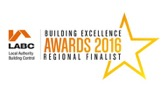 LABC
Local Authority
Building Control
BUILDING EXCELLENCE
AWARDS 2016
REGIONAL FINALIST